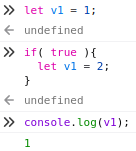 let v1 = 1;
undefined
if( true ){
let v1 = 2;
}
undefined
console.log(v1);
1